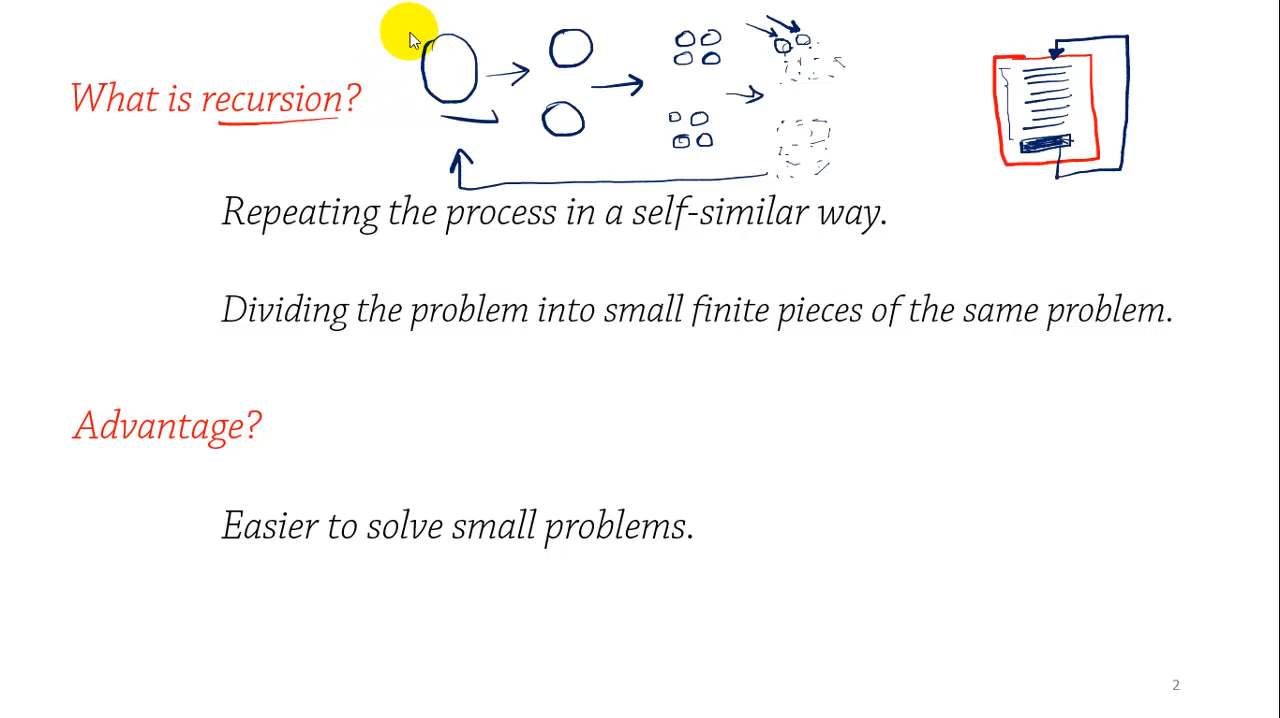 What is recursion?
Repeating the process in a self-similar way.
Dividing the problem into small finite pieces of the same problem.
Advantage?
Easier to solve small problems.
2